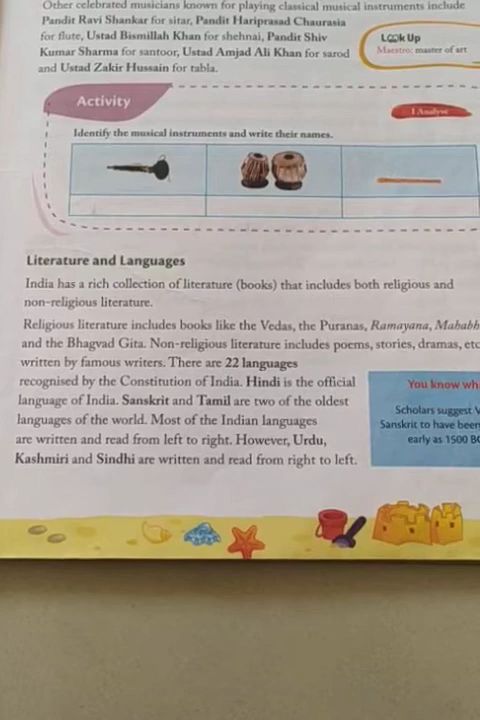 Other celebrated musicians known for playing classical musical instruments include
Pandit Ravi Shankar for sitar, Pandit Hariprasad Chaurasia
for flute, Ustad Bismillah Khan for shehnai, Pandit Shiv
Kumar Sharma for santoor, Ustad Amjad Ali Khan for sarod
and Ustad Zakir Hussain for tabla.
Look Up
Maestro: master of art
Activity
I Analyse
Identify the musical instruments and write their names.
Literature and Languages
India has a rich collection of literature (books) that includes both religious and
non-religious literature.
Religious literature includes books like the Vedas, the Puranas, Ramayana, Mahabh
and the Bhagvad Gita. Non-religious literature includes poems, stories, dramas, etc
written by famous writers. There are 22 languages
recognised by the Constitution of India. Hindi is the official
language of India. Sanskrit and Tamil are two of the oldest
languages of the world. Most of the Indian languages
are written and read from left to right. However, Urdu,
Kashmiri and Sindhi are written and read from right to left.
You know wh
Scholars suggest V
Sanskrit to have been
early as 1500 BC